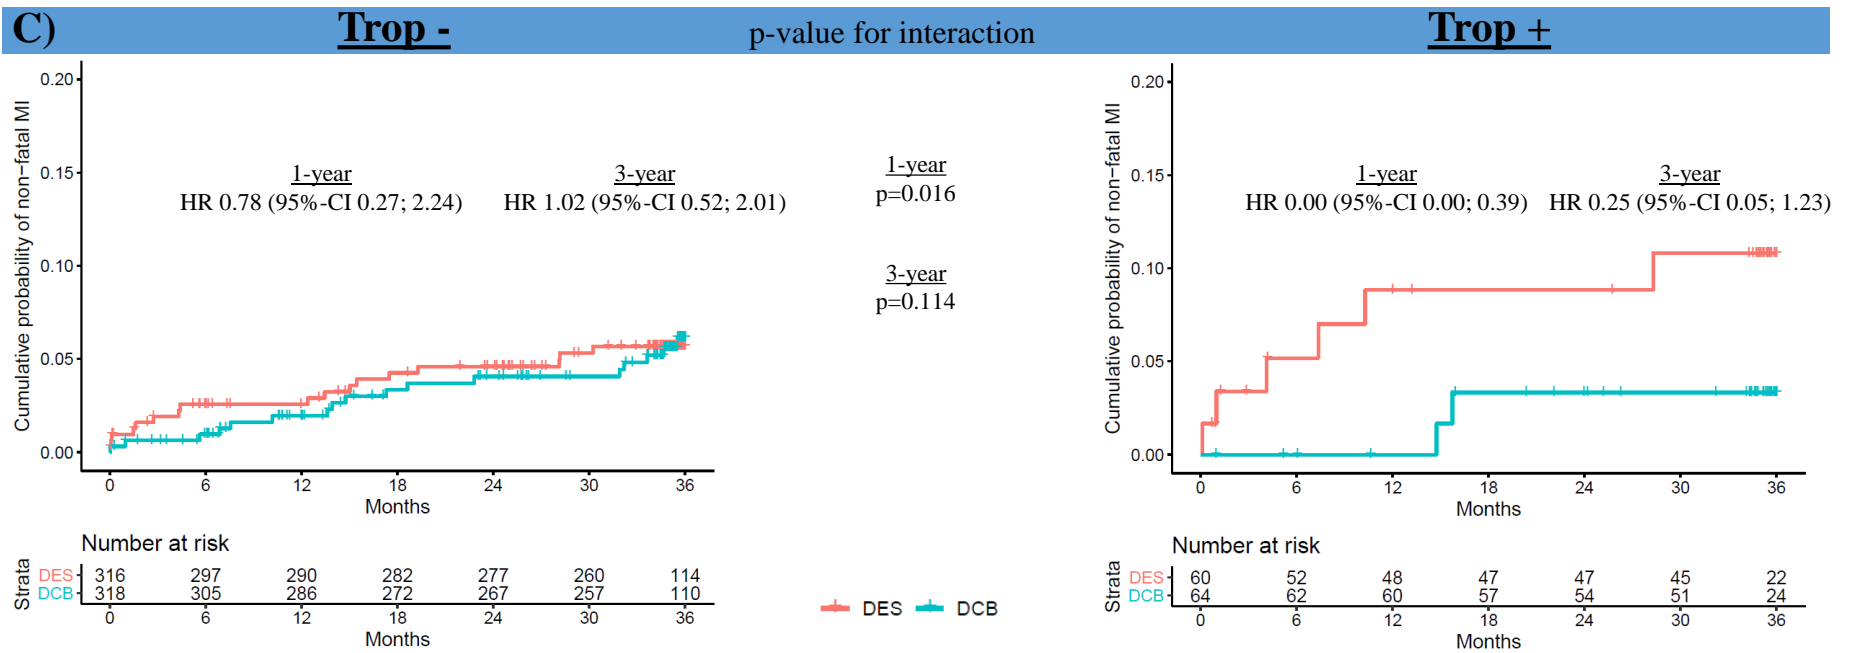 C) Trop - p-value for interaction Trop +
Cumulative probability of non−fatal MI
0.20
0.15
0.10
0.05
0.00
1-year
HR 0.78 (95%-CI 0.27; 2.24)
3-year
HR 1.02 (95%-CI 0.52; 2.01)
0 6 12 18 24 30 36
Months
Number at risk
Strata
DES 316 297 290 282 277 260 114
DCB 318 305 286 272 267 257 110
0 6 12 18 24 30 36
Months
1-year
p=0.016
3-year
p=0.114
DES DCB
Cumulative probability of non−fatal MI
0.20
0.15
0.10
0.05
0.00
1-year
HR 0.00 (95%-CI 0.00; 0.39)
3-year
HR 0.25 (95%-CI 0.05; 1.23)
0 6 12 18 24 30 36
Months
Number at risk
Strata
DES 60 52 48 47 47 45 22
DCB 64 62 60 57 54 51 24
0 6 12 18 24 30 36
Months